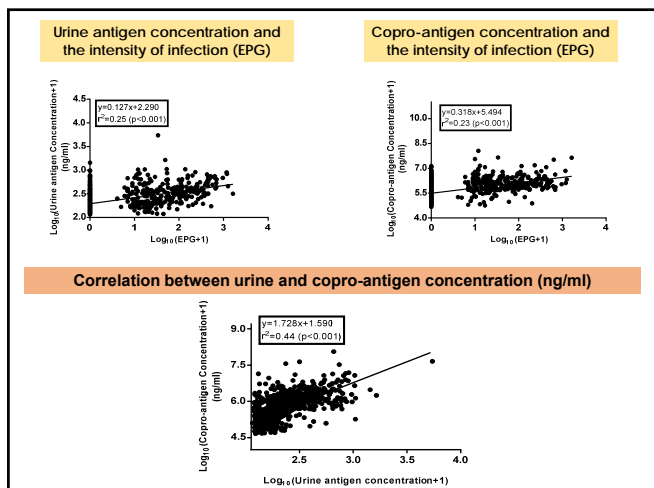 Urine antigen concentration and
the intensity of infection (EPG)
Copro-antigen concentration and
the intensity of infection (EPG)
y=0.127x+2.290
r²=0.25 (p<0.001)
Log₁₀(Urine antigen Concentration+1)
(ng/ml)
4.0
3.5
3.0
2.5
2.0
0
1
2
3
4
Log₁₀(EPG+1)
y=0.318x+5.494
r²=0.23 (p<0.001)
Log₁₀(Copro-antigen Concentration+1)
(ng/ml)
10.0
8.5
7.0
5.5
4.0
0
1
2
3
4
Log₁₀(EPG+1)
Correlation between urine and copro-antigen concentration (ng/ml)
y=1.728x+1.590
r²=0.44 (p<0.001)
Log₁₀(Copro-antigen Concentration+1)
(ng/ml)
9.0
7.5
6.0
4.5
2.5
3.0
3.5
4.0
Log₁₀(Urine antigen concentration+1)